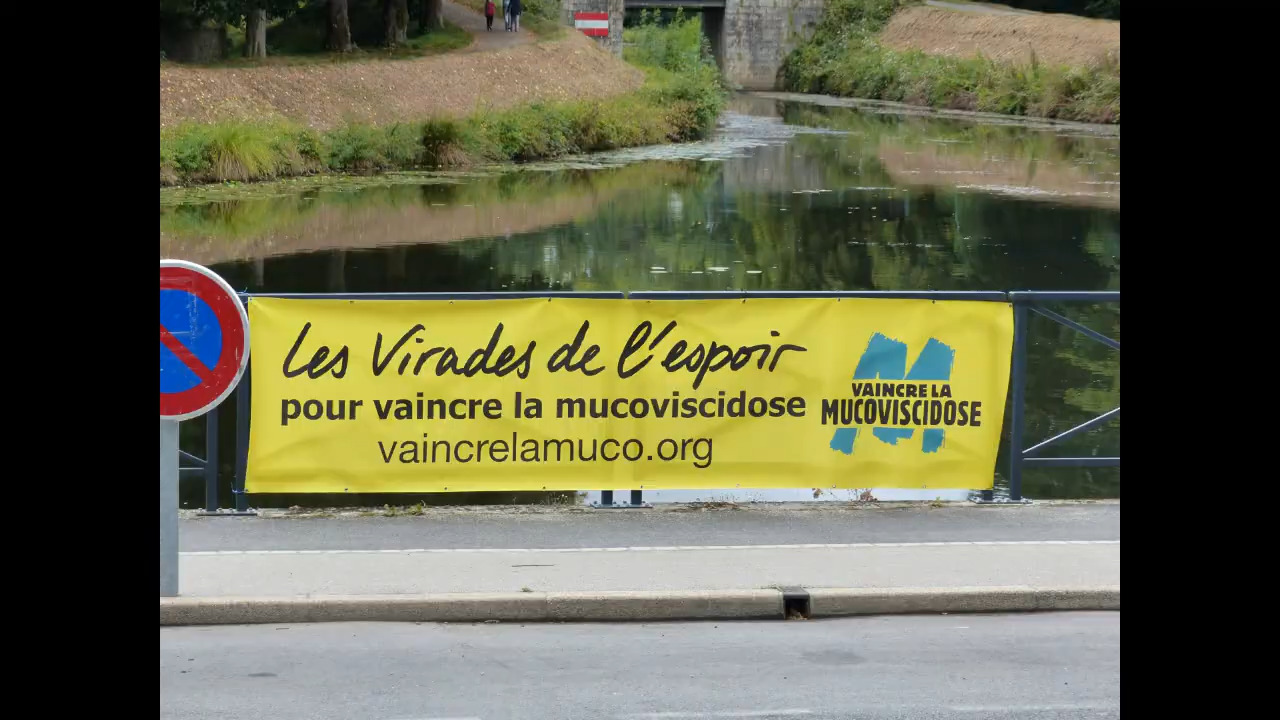 Les Virades de l'espoir
pour vaincre la mucoviscidose
vaincrelamuco.org
VAINCRE LA
MUCOVISCIDOSE